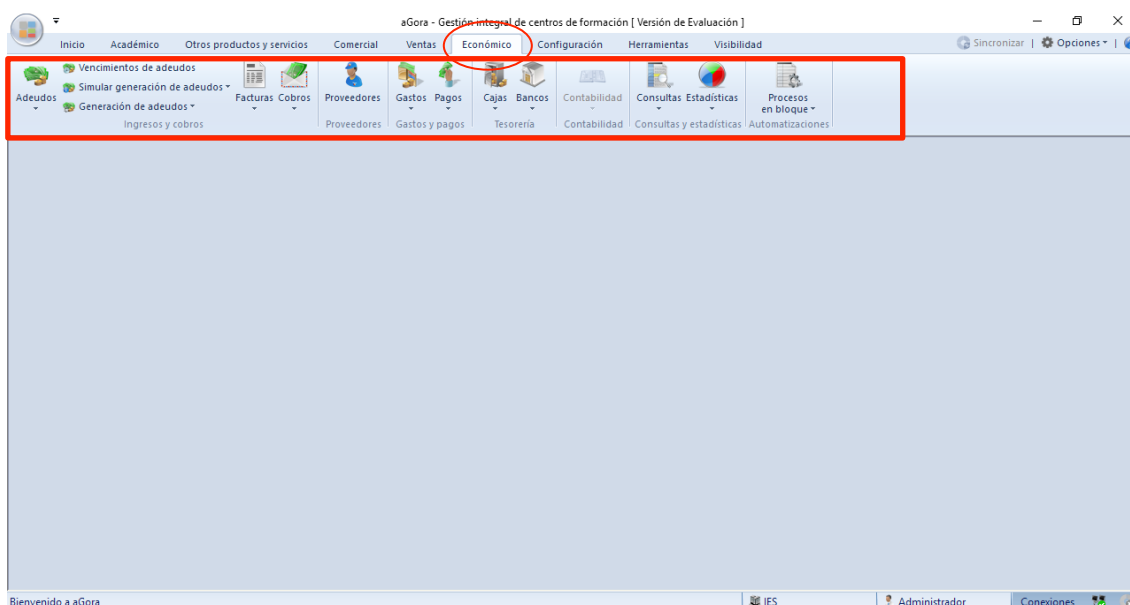 aGora - Gestión integral de centros de formación [ Versión de Evaluación ]
Inicio Académico Otros productos y servicios Comercial Ventas Económico Configuración Herramientas Visibilidad Sincronizar | Opciones |
Vencimientos de adeudos
Simular generación de adeudos
Generación de adeudos
Adeudos Facturas Cobros Proveedores Gastos Pagos Cajas Bancos Contabilidad Consultas Estadísticas Procesos
en bloque
Ingresos y cobros Proveedores Gastos y pagos Tesorería Contabilidad Consultas y estadísticas Automatizaciones
Bienvenido a aGora IES Administrador Conexiones